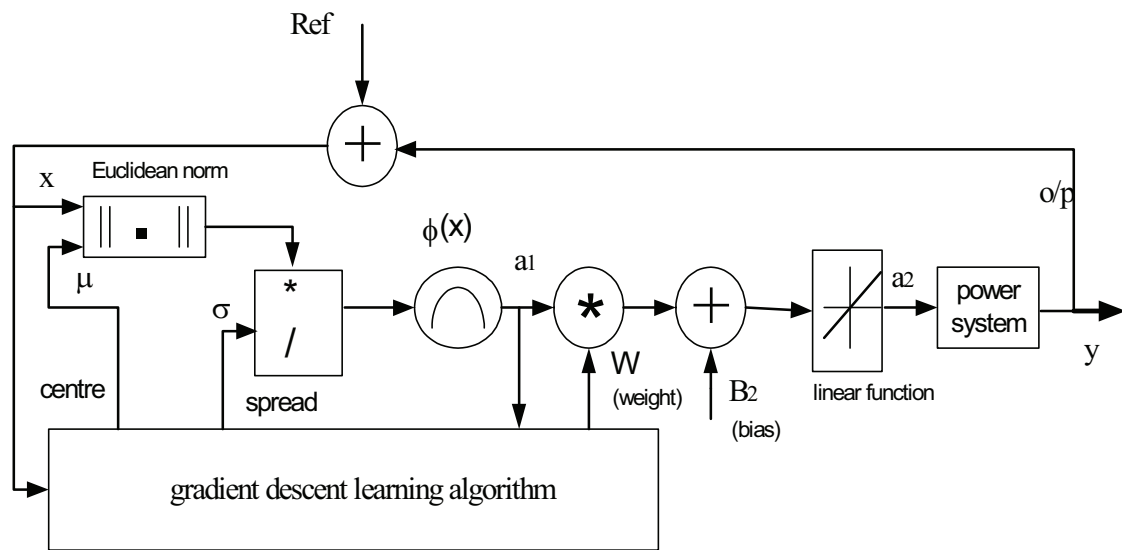 Ref
Euclidean norm
x
|| . ||
μ
+
o/p
ϕ(x)
σ
*
/
a1
*
+
a2
power
system
y
centre
spread
W
(weight)
B2
(bias)
linear function
gradient descent learning algorithm